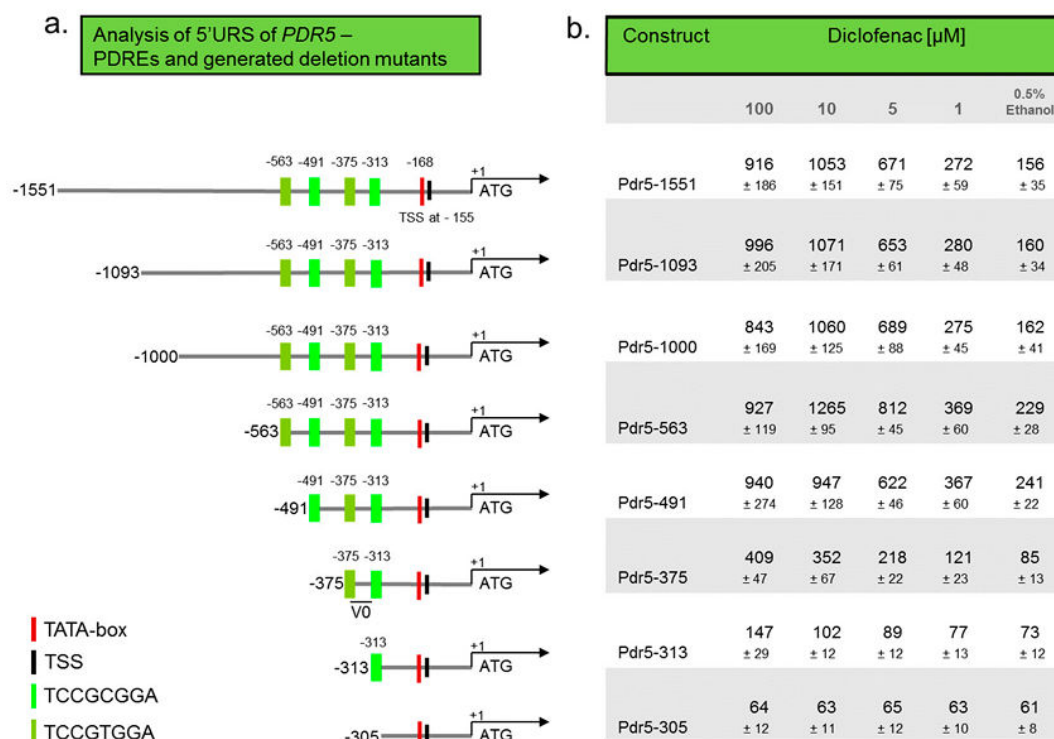 a.
Analysis of 5'URS of PDR5 –
PDREs and generated deletion mutants
-563 -491 -375 -313 -168
+1
-1551
ATG
TSS at - 155
-563 -491 -375 -313
+1
-1093
ATG
-563 -491 -375 -313
+1
-1000
ATG
-563 -491 -375 -313
+1
-563
ATG
-491 -375 -313
+1
-491
ATG
-375 -313
+1
-375
ATG
V0
-313
+1
-313
ATG
+1
-305
ATG
TATA-box
TSS
TCCGCGGA
TCCGTGGA
b.
Construct Diclofenac [µM]
100 10 5 1 0.5% Ethanol
Pdr5-1551 916 1053 671 272 156
± 186 ± 151 ± 75 ± 59 ± 35
Pdr5-1093 996 1071 653 280 160
± 205 ± 171 ± 61 ± 48 ± 34
Pdr5-1000 843 1060 689 275 162
± 169 ± 125 ± 88 ± 45 ± 41
Pdr5-563 927 1265 812 369 229
± 119 ± 95 ± 45 ± 60 ± 28
Pdr5-491 940 947 622 367 241
± 274 ± 128 ± 46 ± 60 ± 22
Pdr5-375 409 352 218 121 85
± 47 ± 67 ± 22 ± 23 ± 13
Pdr5-313 147 102 89 77 73
± 29 ± 12 ± 12 ± 13 ± 12
Pdr5-305 64 63 65 63 61
± 12 ± 11 ± 12 ± 10 ± 8